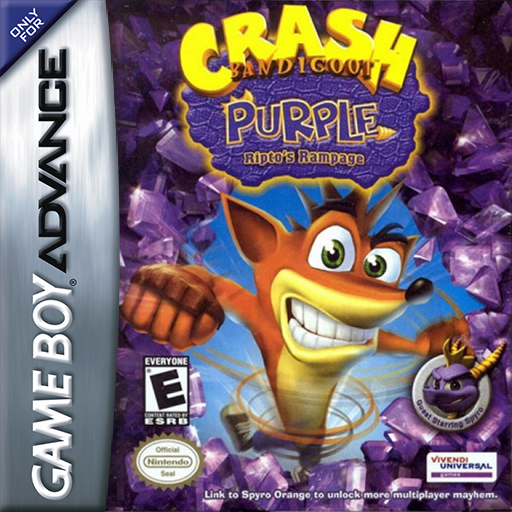 ONLY
FOR
GAME BOY ADVANCE
CRASH
BANDICOOT
PURPLE
Ripto's Rampage
EVERYONE
E
CONTENT RATED BY
ESRB
Official
Nintendo
Seal
Guest Starring Spyro
VIVENDI
UNIVERSAL
games
Link to Spyro Orange to unlock more multiplayer mayhem.